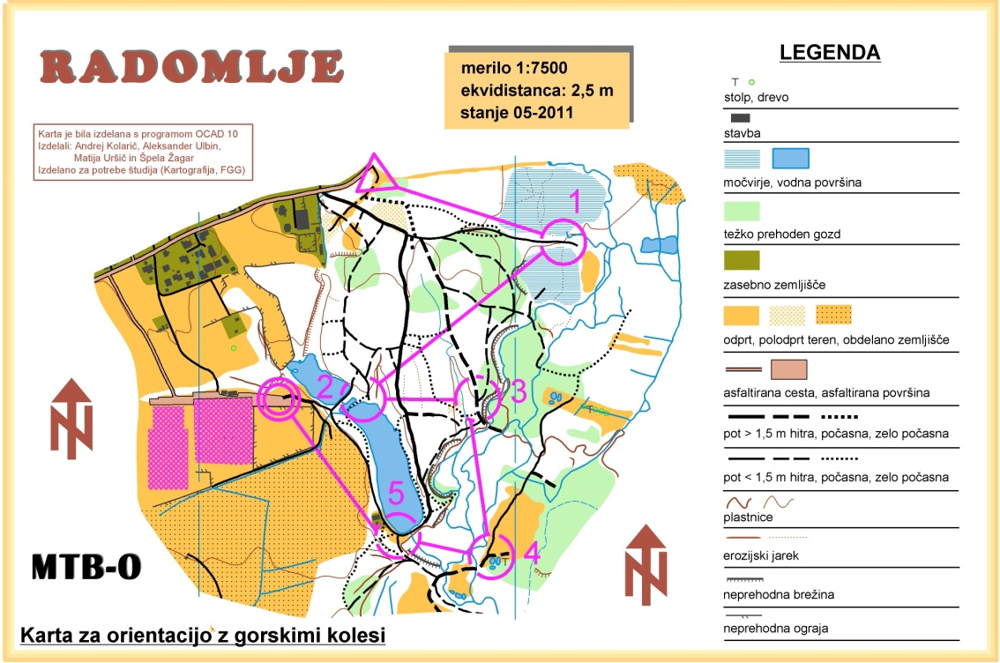 RADOMLJE
merilo 1:7500
ekvidistanca: 2,5 m
stanje 05-2011
Karta je bila izdelana s programom OCAD 10
Izdelali: Andrej Kolarič, Aleksander Ulbin,
Matija Uršič in Špela Žagar
Izdelano za potrebe študija (Kartografija, FGG)
1
2
3
5
4
N
N
MTB-O
Karta za orientacijo z gorskimi kolesi
LEGENDA
stolp, drevo
stavba
močvirje, vodna površina
težko prehoden gozd
zasebno zemljišče
odprt, polodprt teren, obdelano zemljišče
asfaltirana cesta, asfaltirana površina
pot > 1,5 m hitra, počasna, zelo počasna
pot < 1,5 m hitra, počasna, zelo počasna
plastnice
erozijski jarek
neprehodna brežina
neprehodna ograja